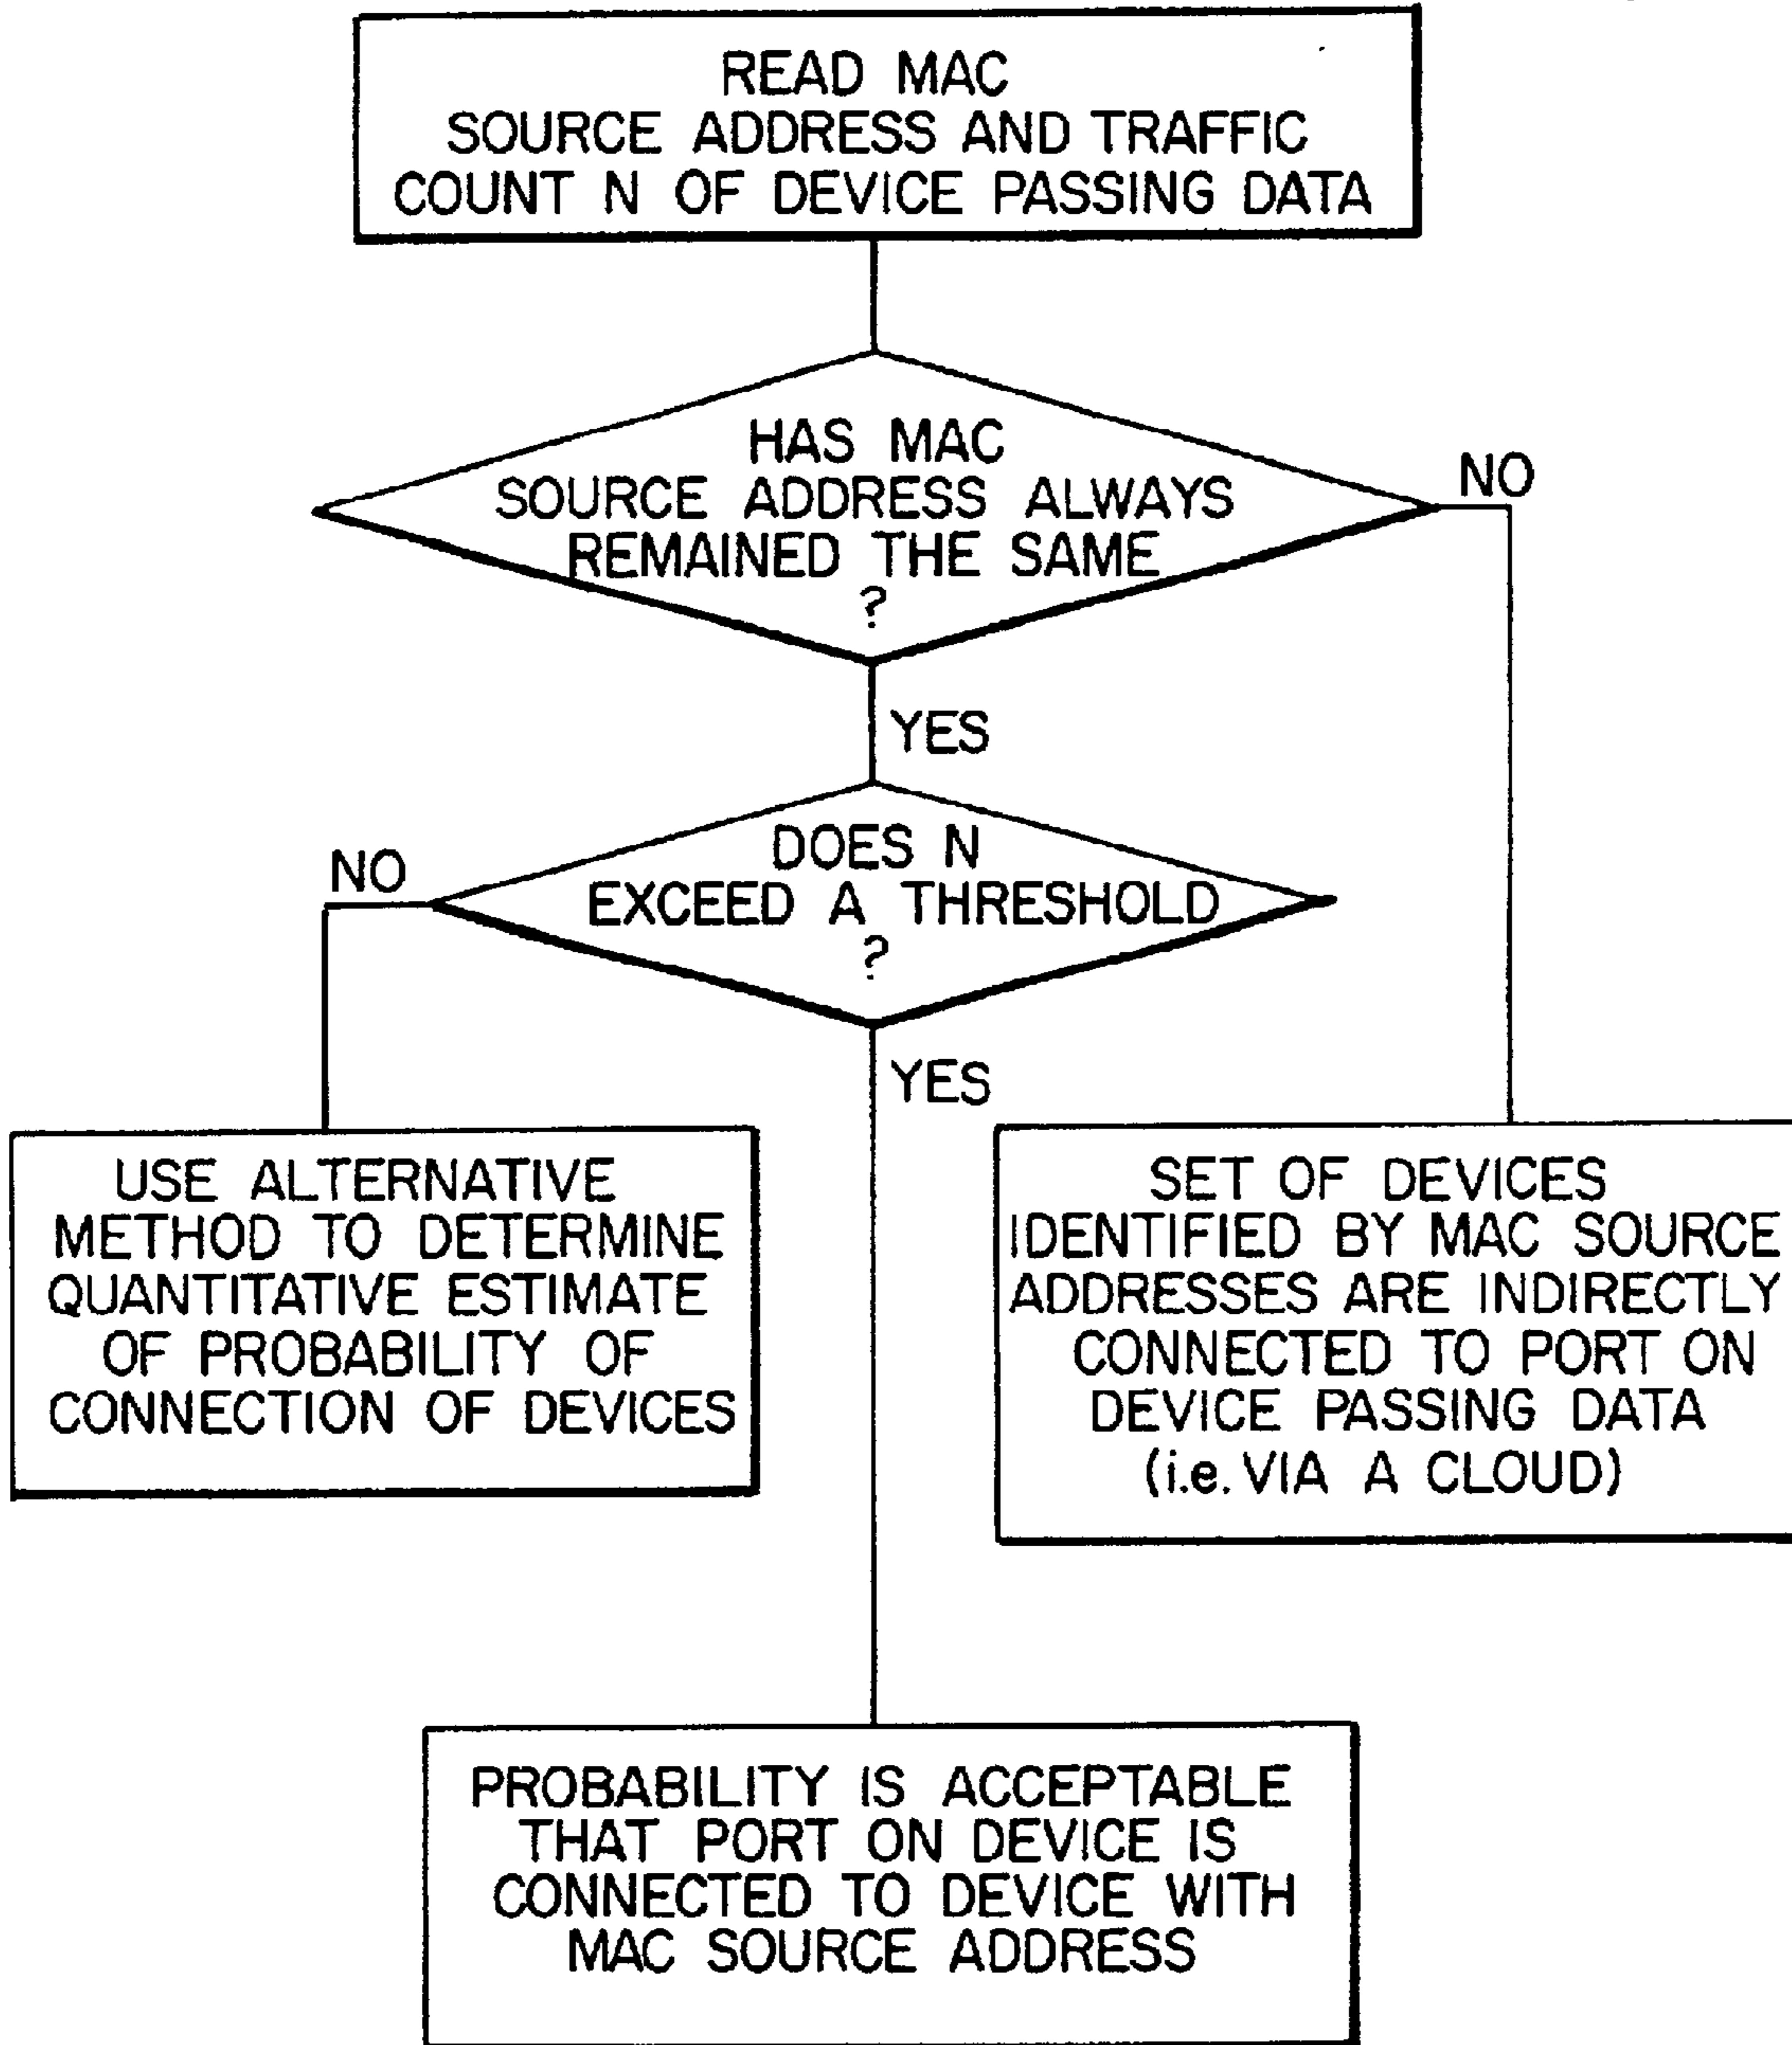 READ MAC
SOURCE ADDRESS AND TRAFFIC
COUNT N OF DEVICE PASSING DATA
HAS MAC
SOURCE ADDRESS ALWAYS
REMAINED THE SAME
?
NO
YES
DOES N
EXCEED A THRESHOLD
?
NO
YES
USE ALTERNATIVE
METHOD TO DETERMINE
QUANTITATIVE ESTIMATE
OF PROBABILITY OF
CONNECTION OF DEVICES
SET OF DEVICES
IDENTIFIED BY MAC SOURCE
ADDRESSES ARE INDIRECTLY
CONNECTED TO PORT ON
DEVICE PASSING DATA
(i.e. VIA A CLOUD)
PROBABILITY IS ACCEPTABLE
THAT PORT ON DEVICE IS
CONNECTED TO DEVICE WITH
MAC SOURCE ADDRESS